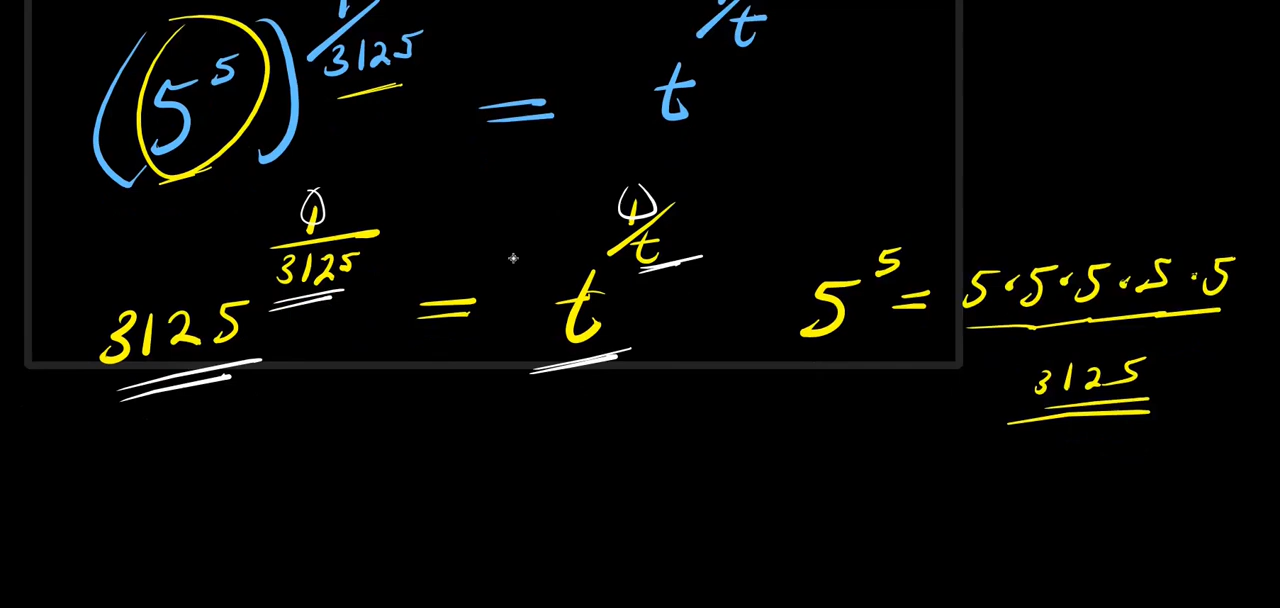 (5^5)^(1/3125) = t^(1/t)
3125^(1/3125) = t^(1/t)
5^5 = 5·5·5·5·5
3125